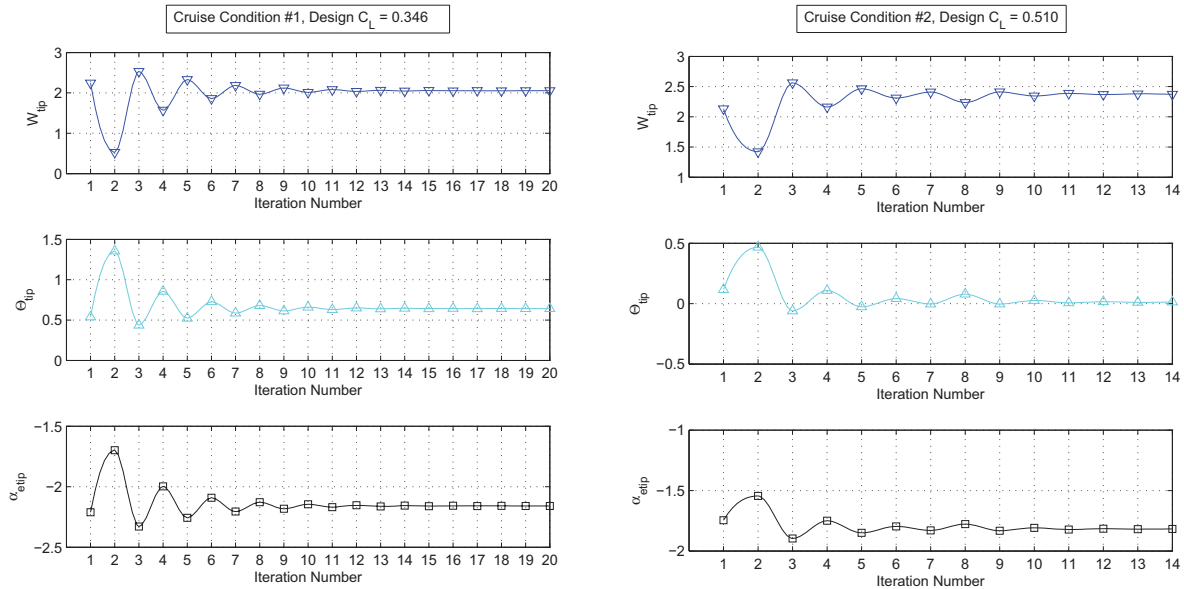 Cruise Condition #1, Design C_L = 0.346
3
2
1
0
W_tip
1 2 3 4 5 6 7 8 9 10 11 12 13 14 15 16 17 18 19 20
Iteration Number
1.5
1
0.5
0
Θ_tip
1 2 3 4 5 6 7 8 9 10 11 12 13 14 15 16 17 18 19 20
Iteration Number
−1.5
−2
−2.5
α_etip
1 2 3 4 5 6 7 8 9 10 11 12 13 14 15 16 17 18 19 20
Iteration Number
Cruise Condition #2, Design C_L = 0.510
3
2.5
2
1.5
1
W_tip
1 2 3 4 5 6 7 8 9 10 11 12 13 14
Iteration Number
0.5
0
−0.5
Θ_tip
1 2 3 4 5 6 7 8 9 10 11 12 13 14
Iteration Number
−1
−1.5
−2
α_etip
1 2 3 4 5 6 7 8 9 10 11 12 13 14
Iteration Number